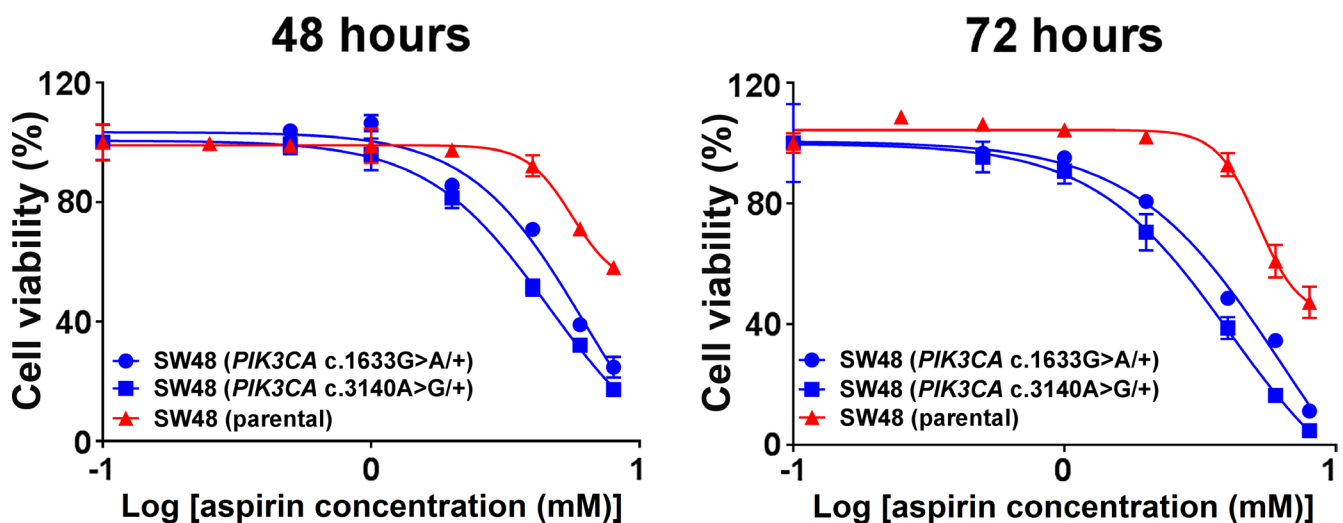 48 hours
120
80
40
0
-1
0
1
Cell viability (%)
SW48 (PIK3CA c.1633G>A/+)
SW48 (PIK3CA c.3140A>G/+)
SW48 (parental)
Log [aspirin concentration (mM)]
72 hours
120
80
40
0
-1
0
1
Cell viability (%)
SW48 (PIK3CA c.1633G>A/+)
SW48 (PIK3CA c.3140A>G/+)
SW48 (parental)
Log [aspirin concentration (mM)]